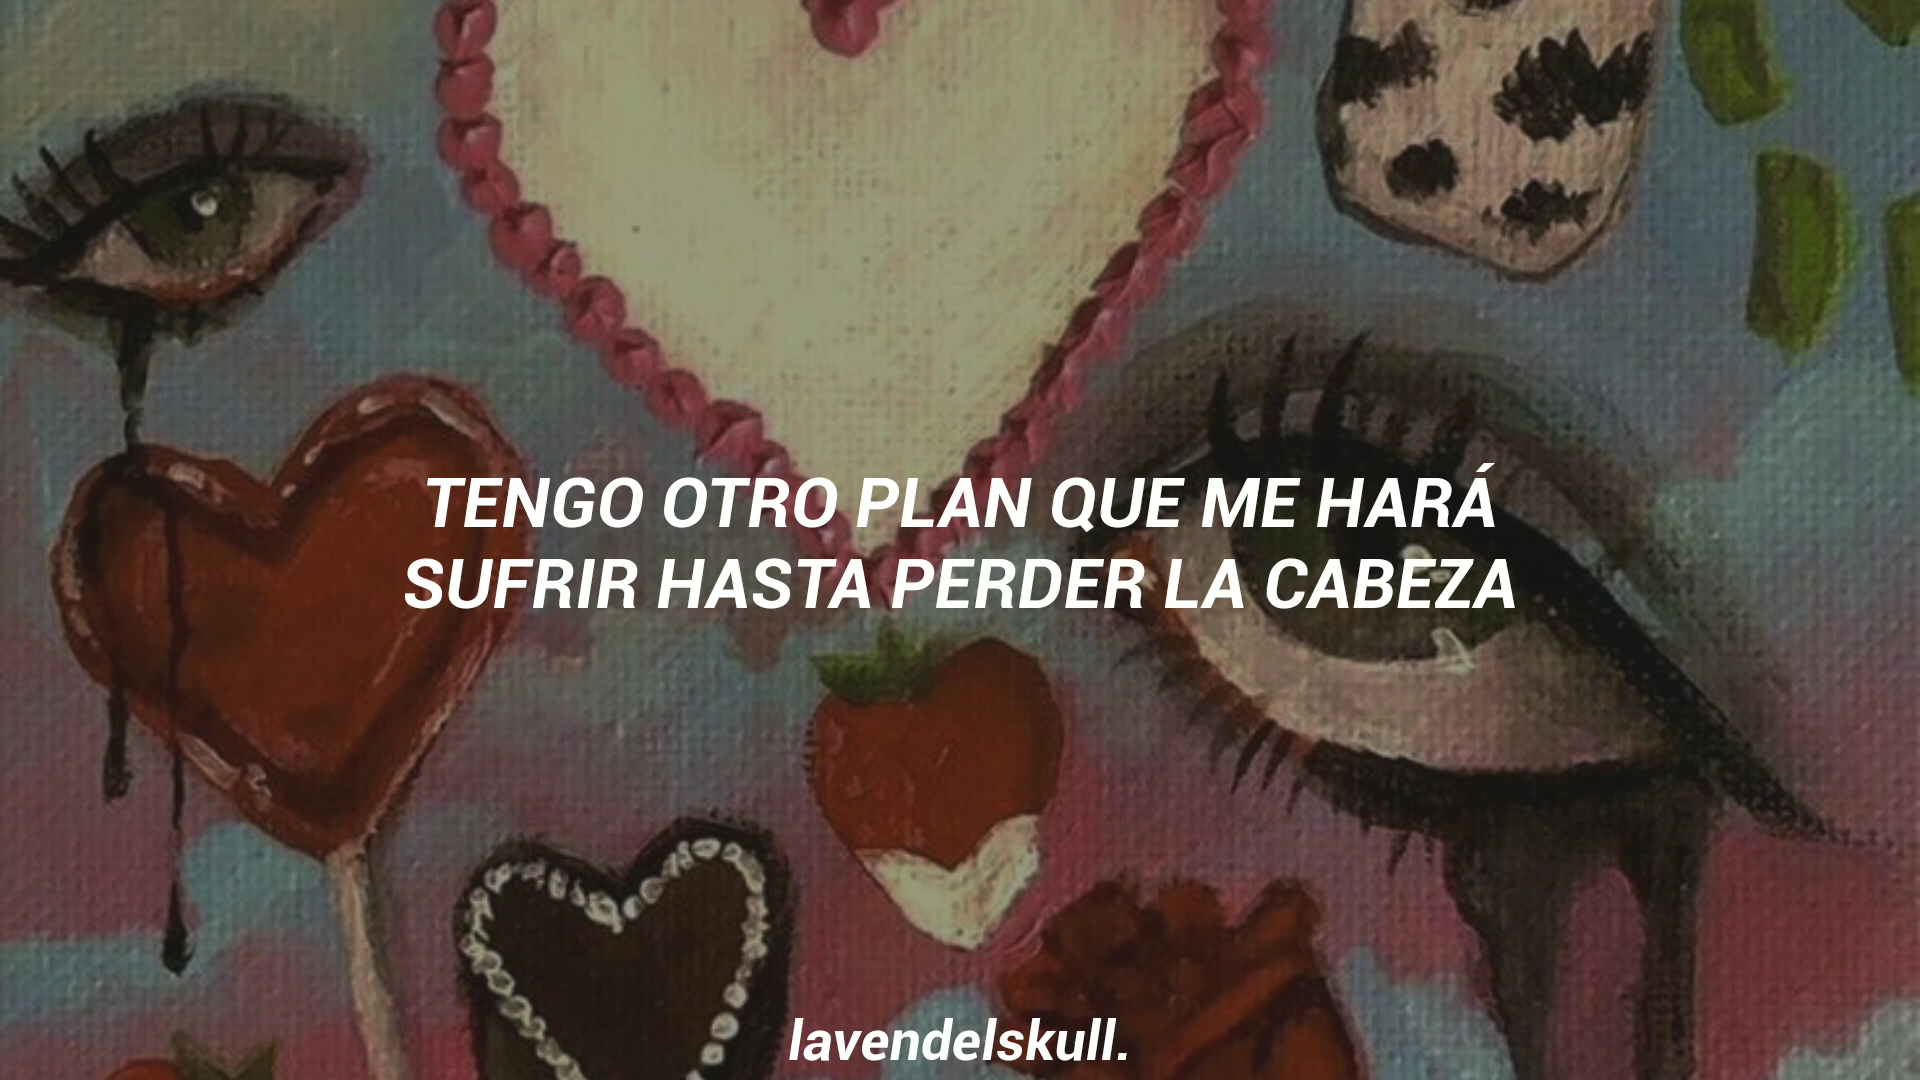 TENGO OTRO PLAN QUE ME HARÁ
SUFRIR HASTA PERDER LA CABEZA
lavendelskull.